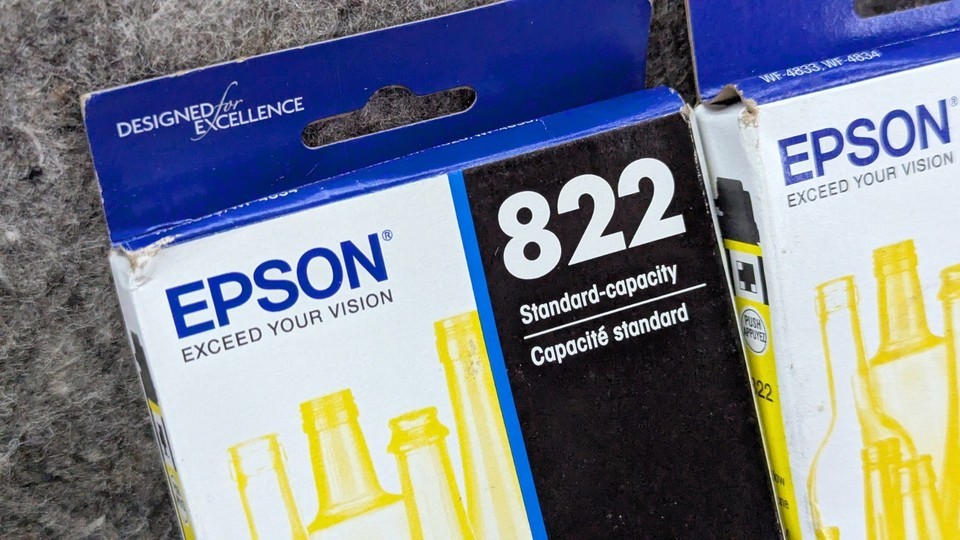 DESIGNED for
EXCELLENCE
EPSON®
EXCEED YOUR VISION
822
Standard-capacity
Capacité standard
WF-4833, WF-4834
EPSON®
EXCEED YOUR VISION
PUSH
APPUYEZ
822